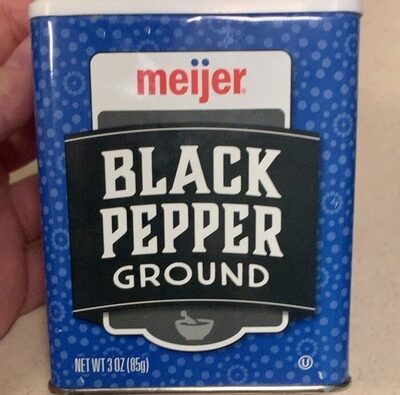 meijer
BLACK
PEPPER
GROUND
NET WT 3 OZ (85g)
U